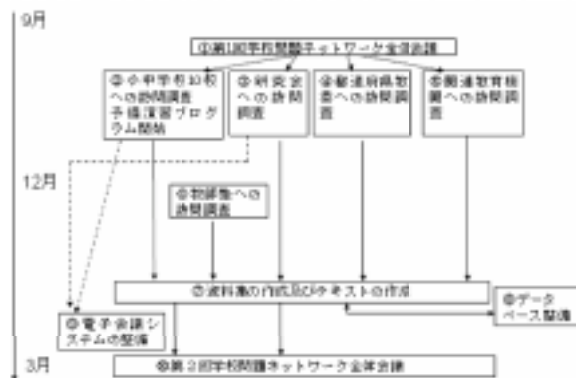 9月
①第1回学校問題ネットワーク全体会議
②小中学校10校
への訪問調査
予備演習プログ
ラム開始
③研究会
への訪問
調査
④都道府県教
委への訪問調
査
⑤関連教育機
関への訪問調
査
12月
への
訪問調査
⑦資料集の作成及びテキストの作成
⑧データ
ベース整備
⑨電子会議シ
ステムの整備
3月
⑩第2回学校問題ネットワーク全体会議